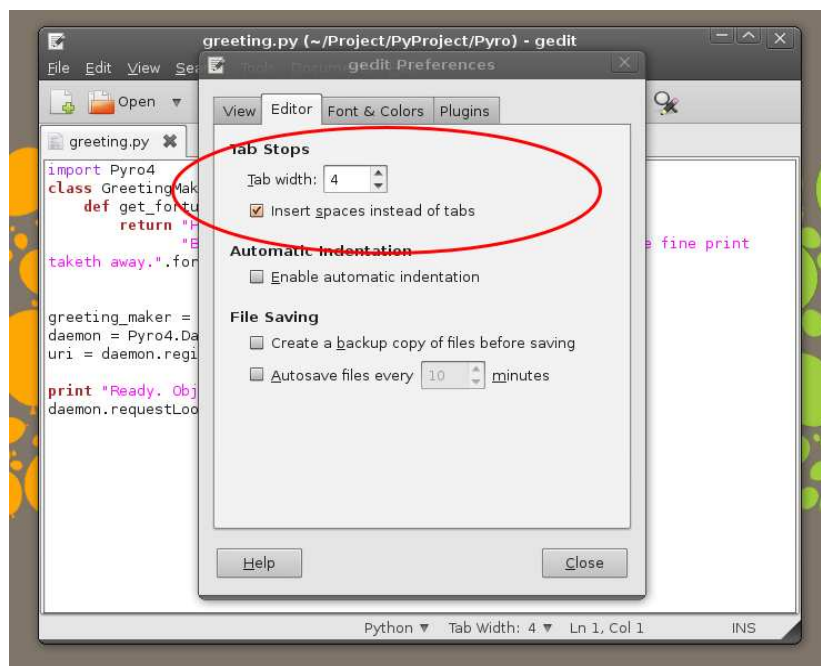 greeting.py (~/Project/PyProject/Pyro) - gedit
File Edit View Sea Tools Docum
gedit Preferences
Open
View Editor Font & Colors Plugins
greeting.py
Tab Stops
Tab width: 4
Insert spaces instead of tabs
Automatic Indentation
Enable automatic indentation
File Saving
Create a backup copy of files before saving
Autosave files every 10 minutes
Help Close
import Pyro4
class GreetingMak
def get_fortu
return "H
"B e fine print
taketh away.".for
greeting_maker =
daemon = Pyro4.Da
uri = daemon.regi
print "Ready. Obj
daemon.requestLoo
Python Tab Width: 4 Ln 1, Col 1 INS